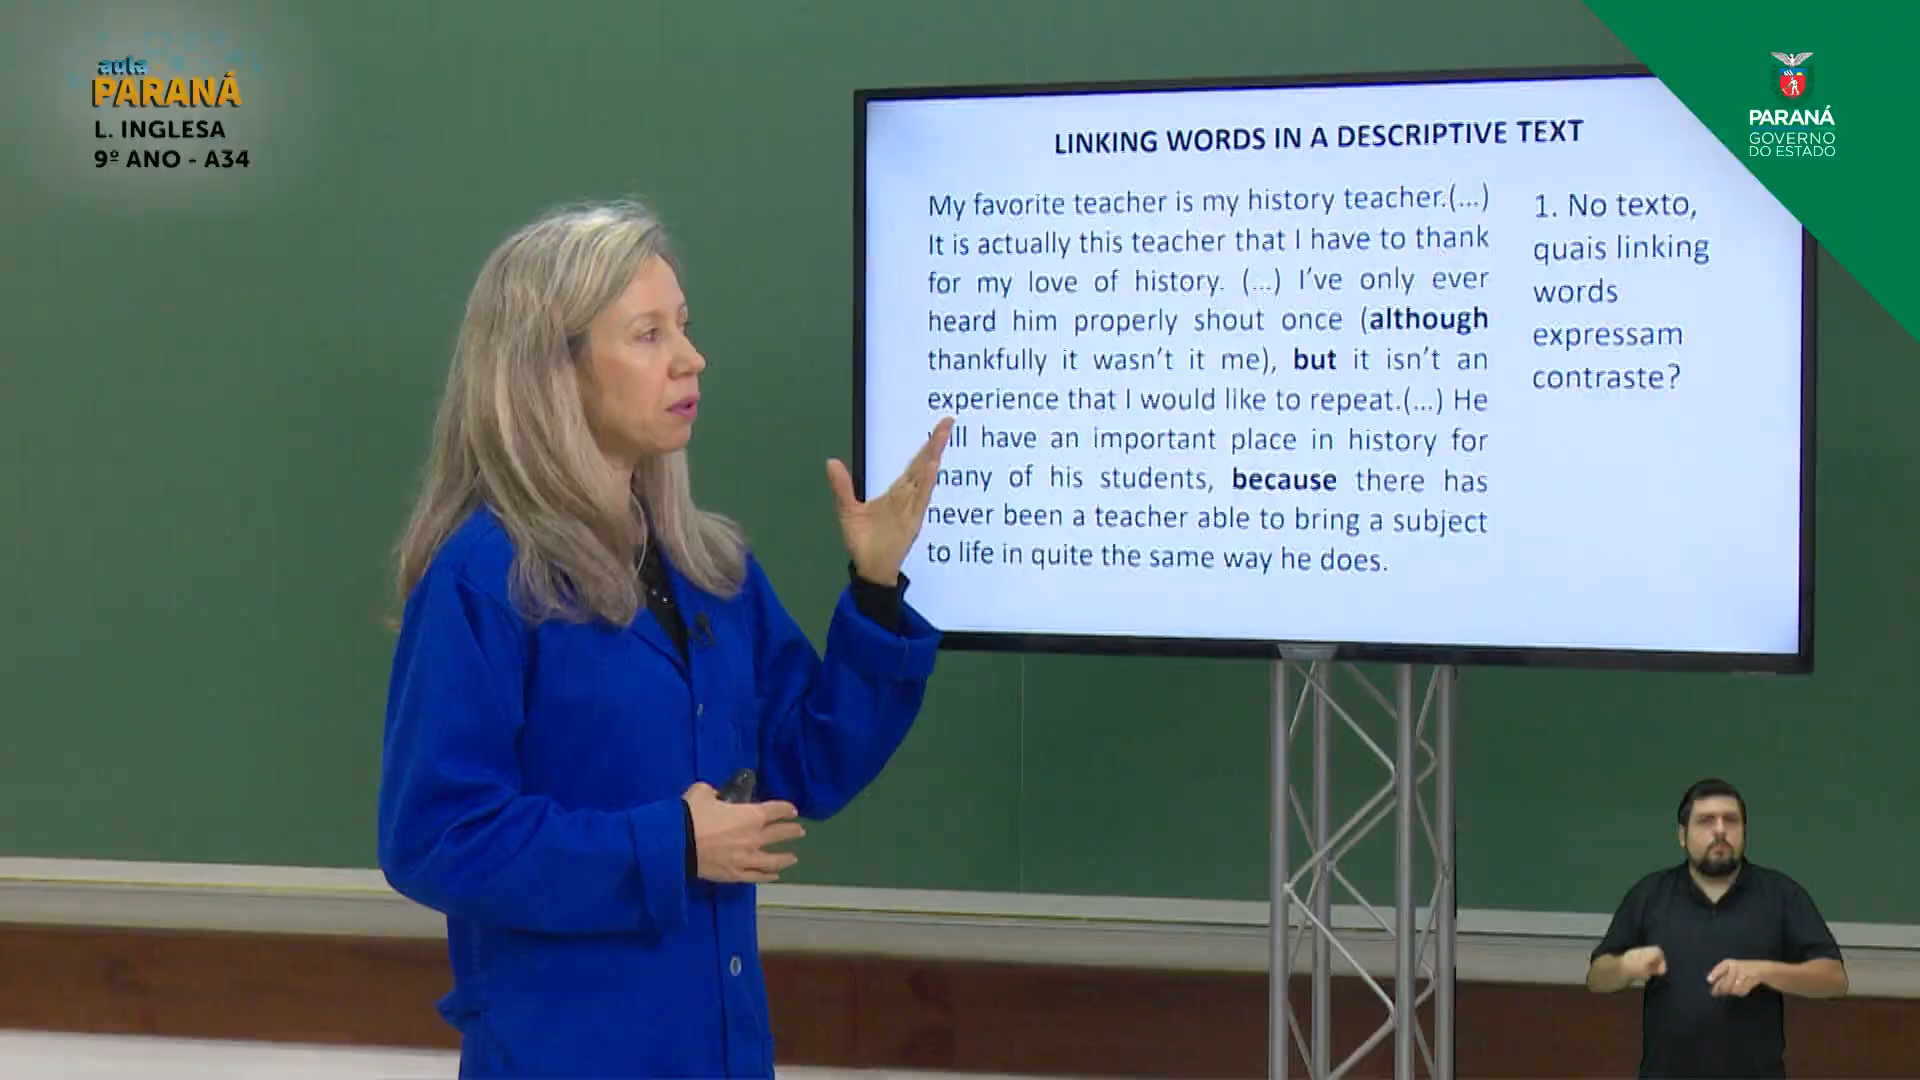 aula
PARANÁ
L. INGLESA
9º ANO - A34
PARANÁ
GOVERNO
DO ESTADO
LINKING WORDS IN A DESCRIPTIVE TEXT
My favorite teacher is my history teacher.(...)
It is actually this teacher that I have to thank
for my love of history. (...) I've only ever
heard him properly shout once (although
thankfully it wasn't it me), but it isn't an
experience that I would like to repeat.(...) He
have an important place in history for
of his students, because there has
never been a teacher able to bring a subject
to life in quite the same way he does.
1. No texto,
quais linking
words
expressam
contraste?